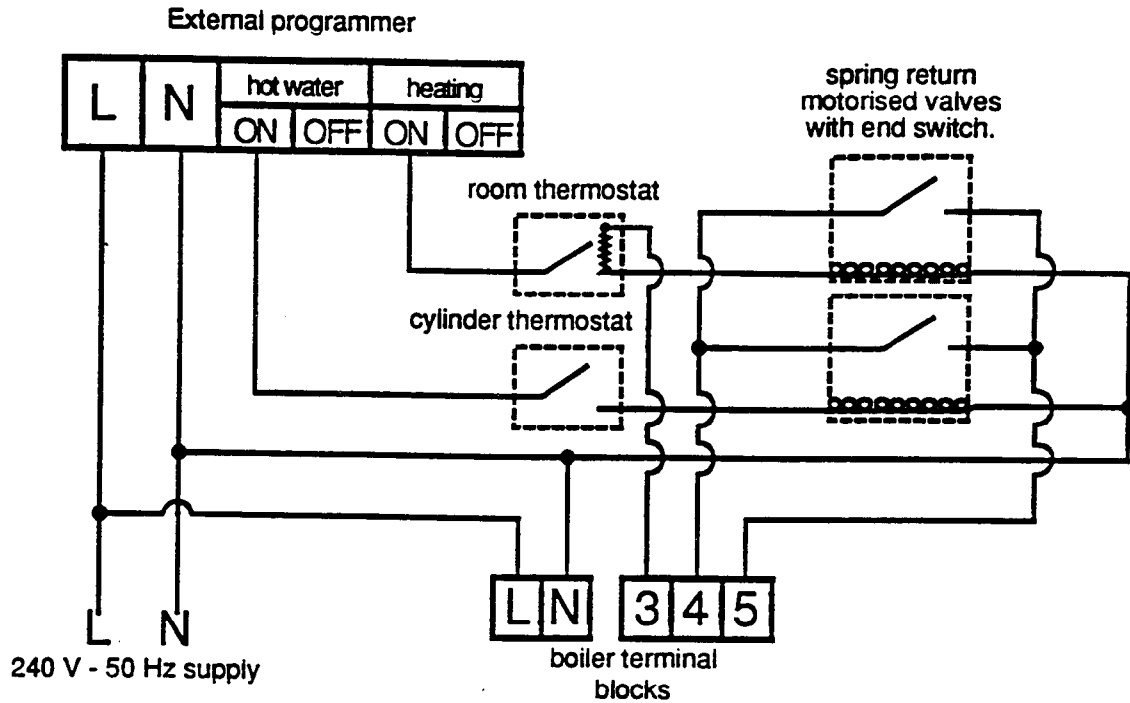 External programmer
L N hot water heating
ON OFF ON OFF
spring return
motorised valves
with end switch.
room thermostat
cylinder thermostat
L N
240 V - 50 Hz supply
L N 3 4 5
boiler terminal
blocks